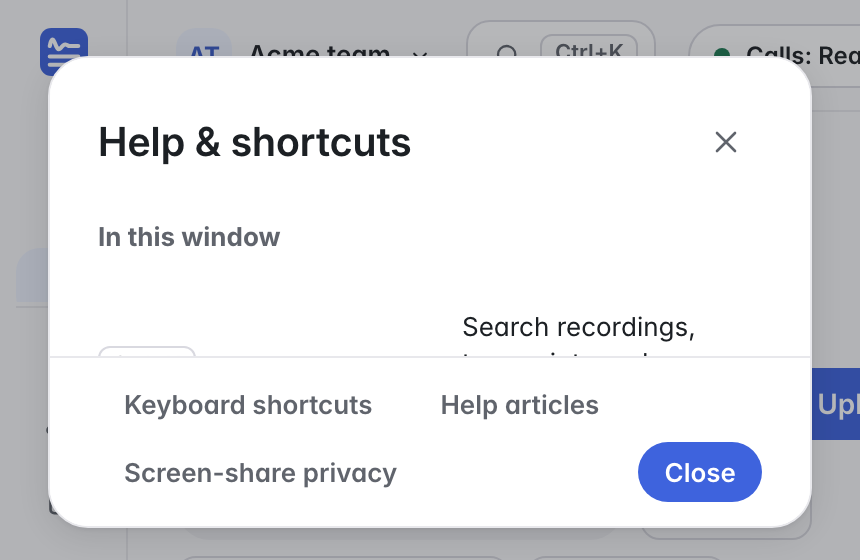 AT Acme team Ctrl+K Calls: Rea
Help & shortcuts
In this window
Search recordings,
Keyboard shortcuts Help articles
Upl
Screen-share privacy Close